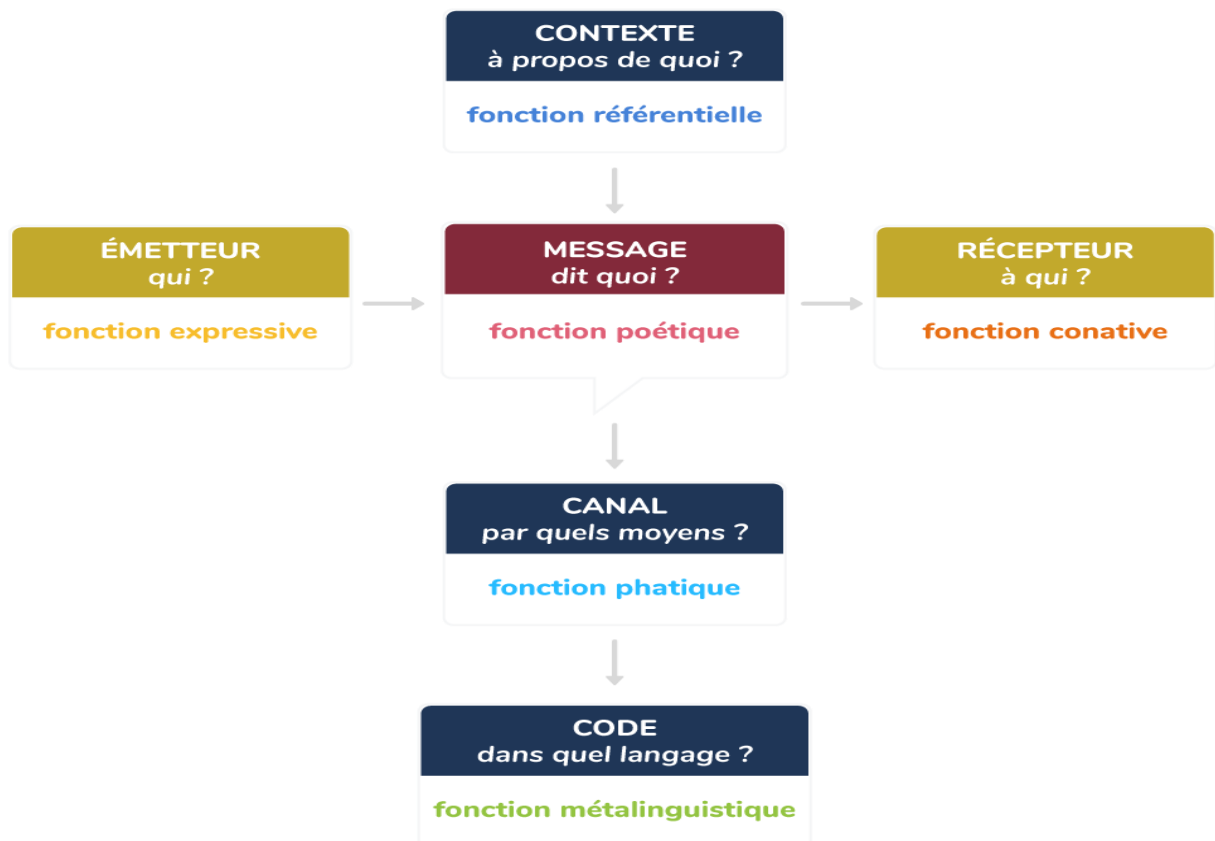 CONTEXTE
à propos de quoi ?
fonction référentielle
ÉMETTEUR
qui ?
fonction expressive
MESSAGE
dit quoi ?
fonction poétique
RÉCEPTEUR
à qui ?
fonction conative
CANAL
par quels moyens ?
fonction phatique
CODE
dans quel langage ?
fonction métalinguistique